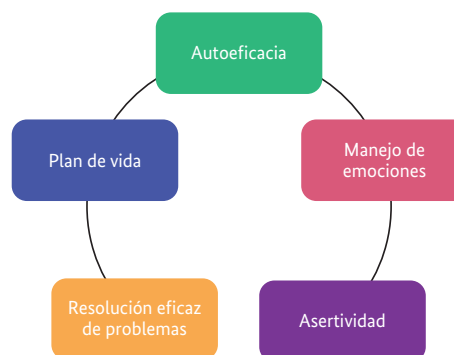 Autoeficacia
Plan de vida
Manejo de
emociones
Resolución eficaz
de problemas
Asertividad